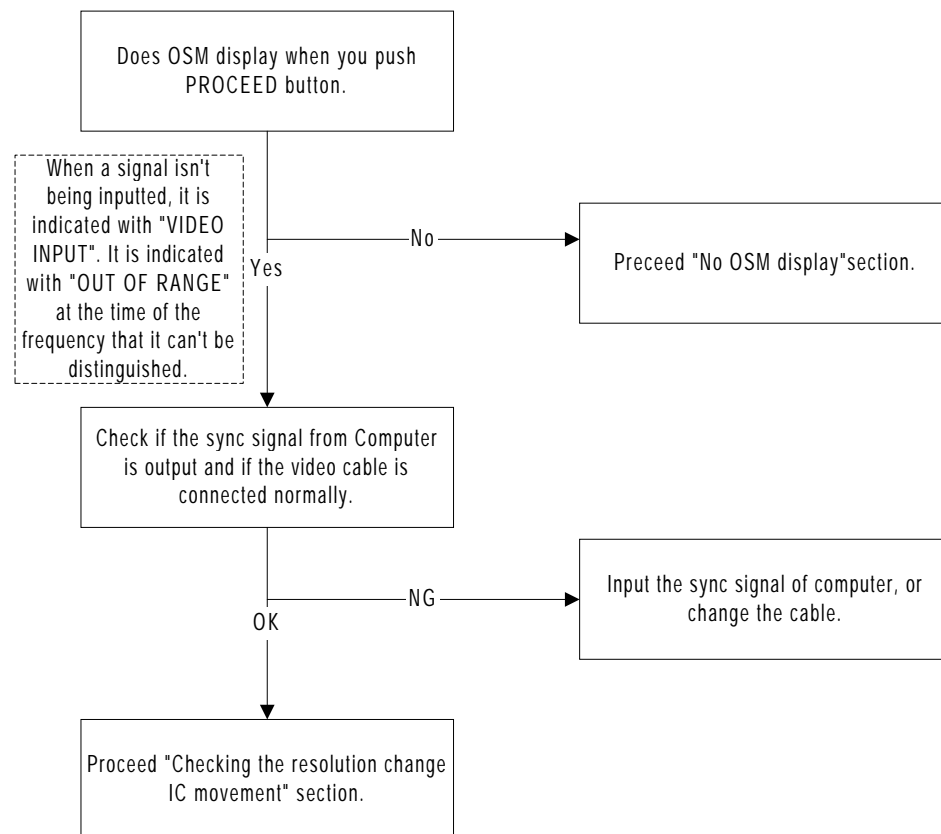 Does OSM display when you push
PROCEED button.
When a signal isn't
being inputted, it is
indicated with "VIDEO
INPUT". It is indicated
with "OUT OF RANGE"
at the time of the
frequency that it can't be
distinguished.
No
Yes
Preceed "No OSM display"section.
Check if the sync signal from Computer
is output and if the video cable is
connected normally.
NG
OK
Input the sync signal of computer, or
change the cable.
Proceed "Checking the resolution change
IC movement" section.